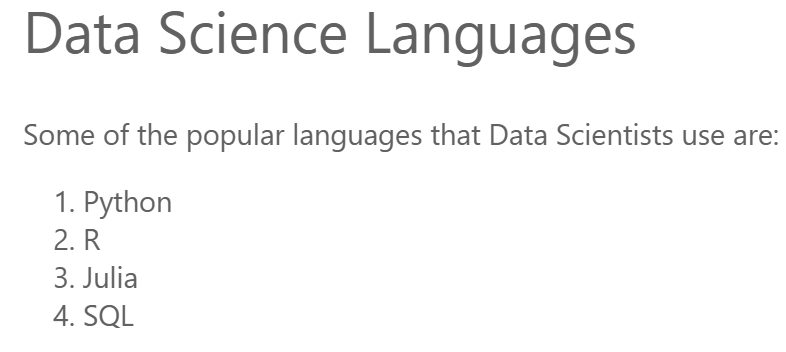 Data Science Languages
Some of the popular languages that Data Scientists use are:
1. Python
2. R
3. Julia
4. SQL